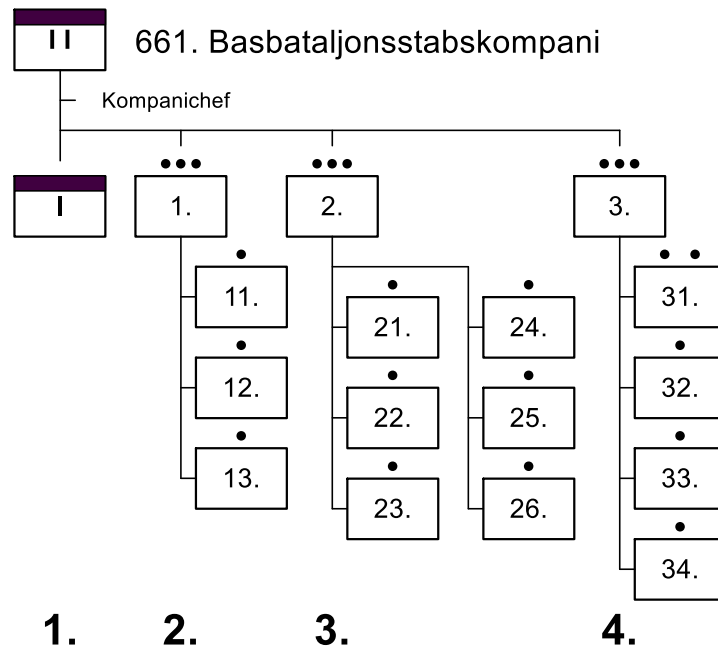 II 661. Basbataljonsstabskompani
Kompanichef
I 1. 2. 3.
11. 31.
21. 24.
12. 32.
22. 25.
13. 33.
23. 26.
34.
1. 2. 3. 4.